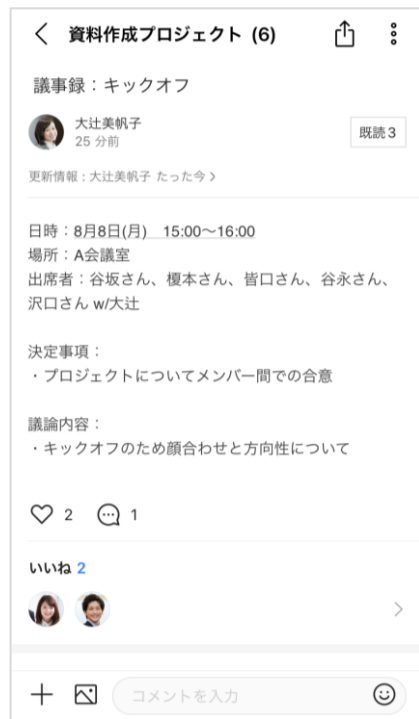 資料作成プロジェクト (6)
議事録：キックオフ
大辻美帆子
25 分前
既読 3
更新情報 : 大辻美帆子 たった今 >
日時：8月8日(月)　15:00〜16:00
場所：A会議室
出席者：谷坂さん、榎本さん、皆口さん、谷永さん、
沢口さん w/大辻
決定事項：
・プロジェクトについてメンバー間での合意
議論内容：
・キックオフのため顔合わせと方向性について
2 1
いいね 2
コメントを入力